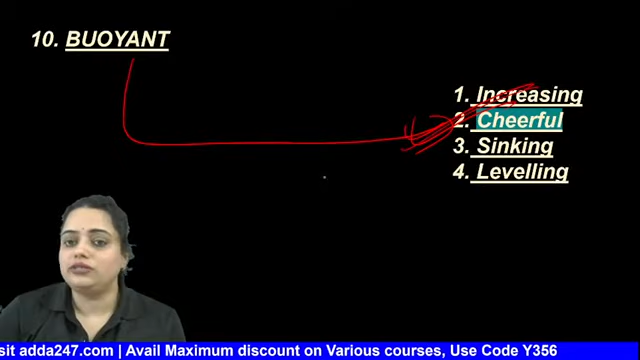 10. BUOYANT
1. Increasing
2. Cheerful
3. Sinking
4. Levelling
sit adda247.com | Avail Maximum discount on Various courses, Use Code Y356